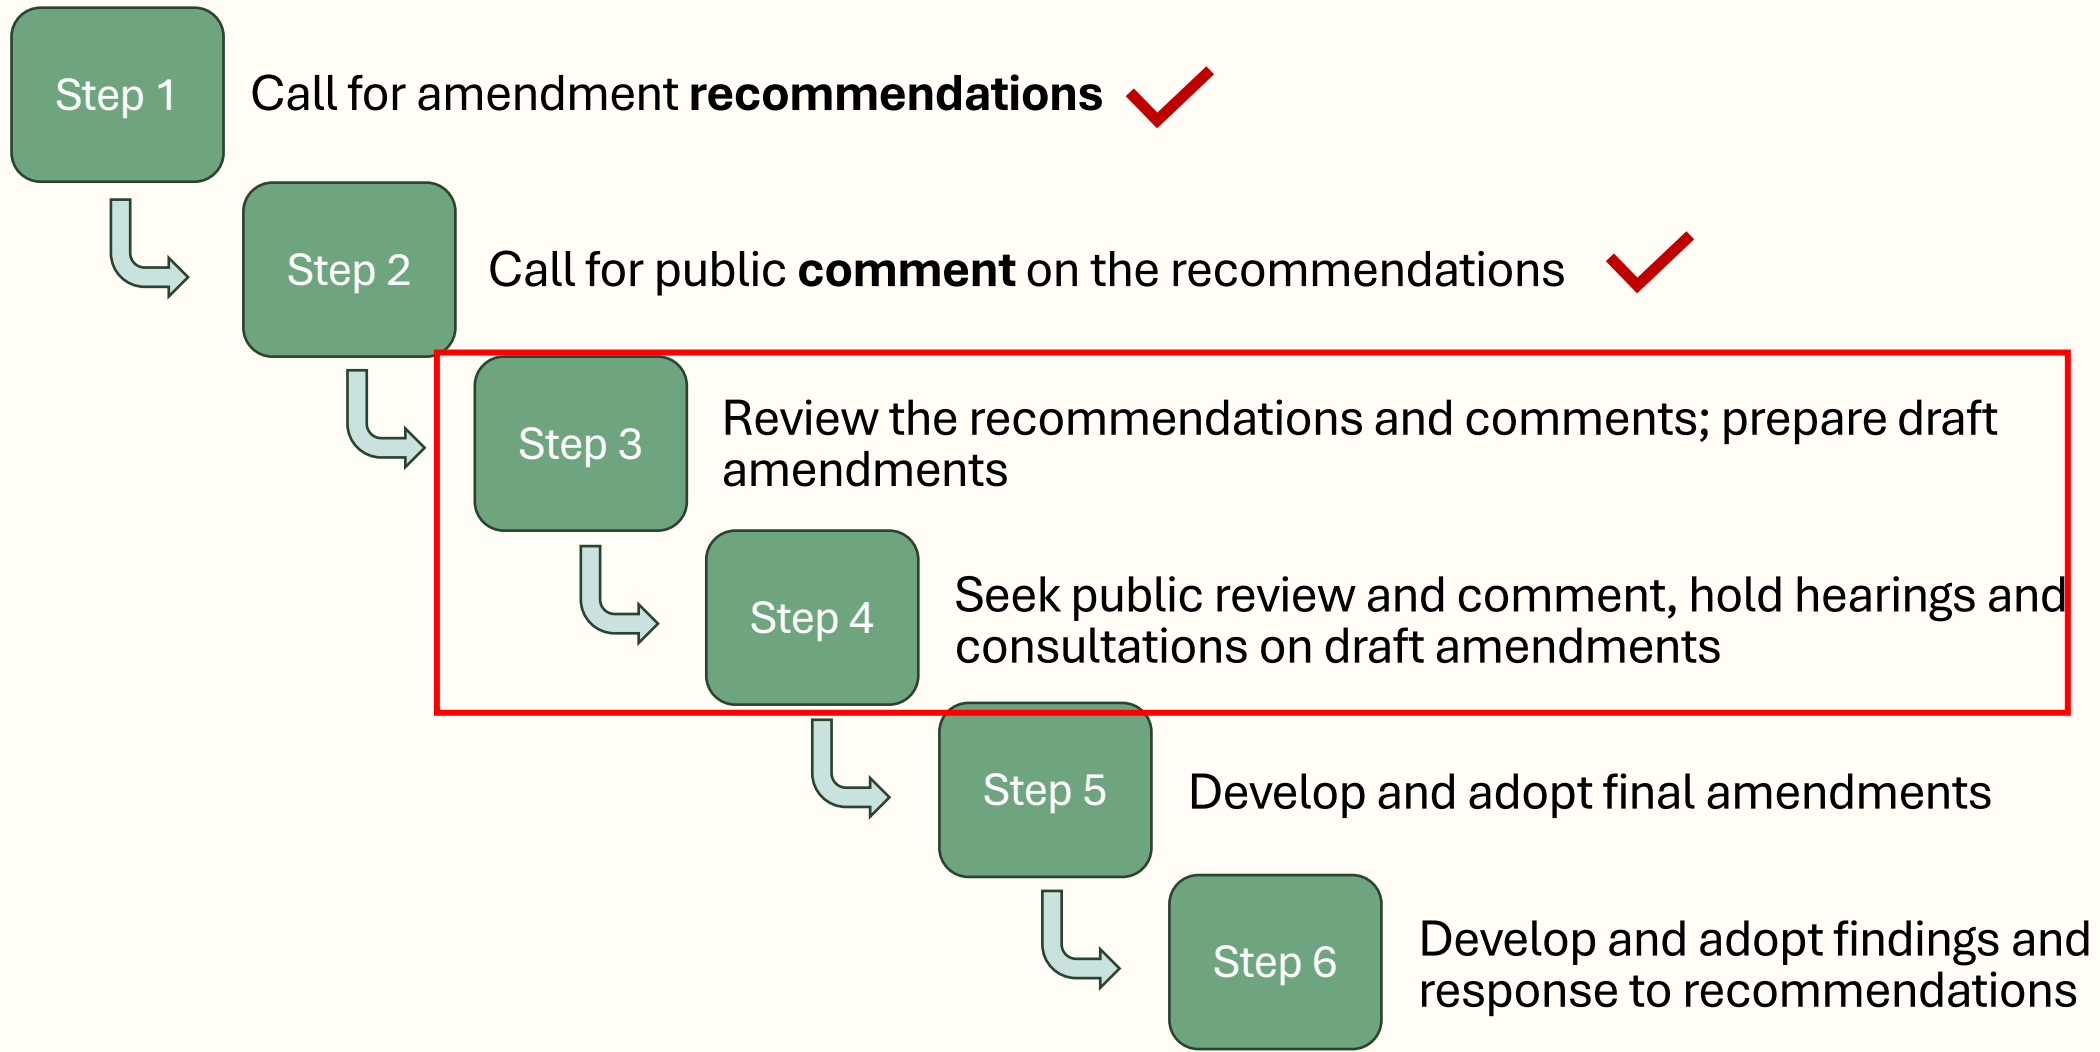 Step 1
Call for amendment recommendations
Step 2
Call for public comment on the recommendations
Step 3
Review the recommendations and comments; prepare draft
amendments
Step 4
Seek public review and comment, hold hearings and
consultations on draft amendments
Step 5
Develop and adopt final amendments
Step 6
Develop and adopt findings and
response to recommendations